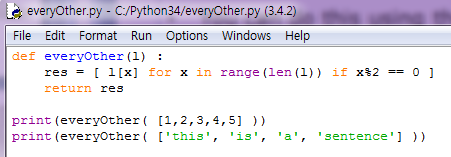 everyOther.py - C:/Python34/everyOther.py (3.4.2)
File Edit Format Run Options Windows Help
def everyOther(l) :
    res = [ l[x] for x in range(len(l)) if x%2 == 0 ]
    return res

print(everyOther( [1,2,3,4,5] ))
print(everyOther( ['this', 'is', 'a', 'sentence'] ))